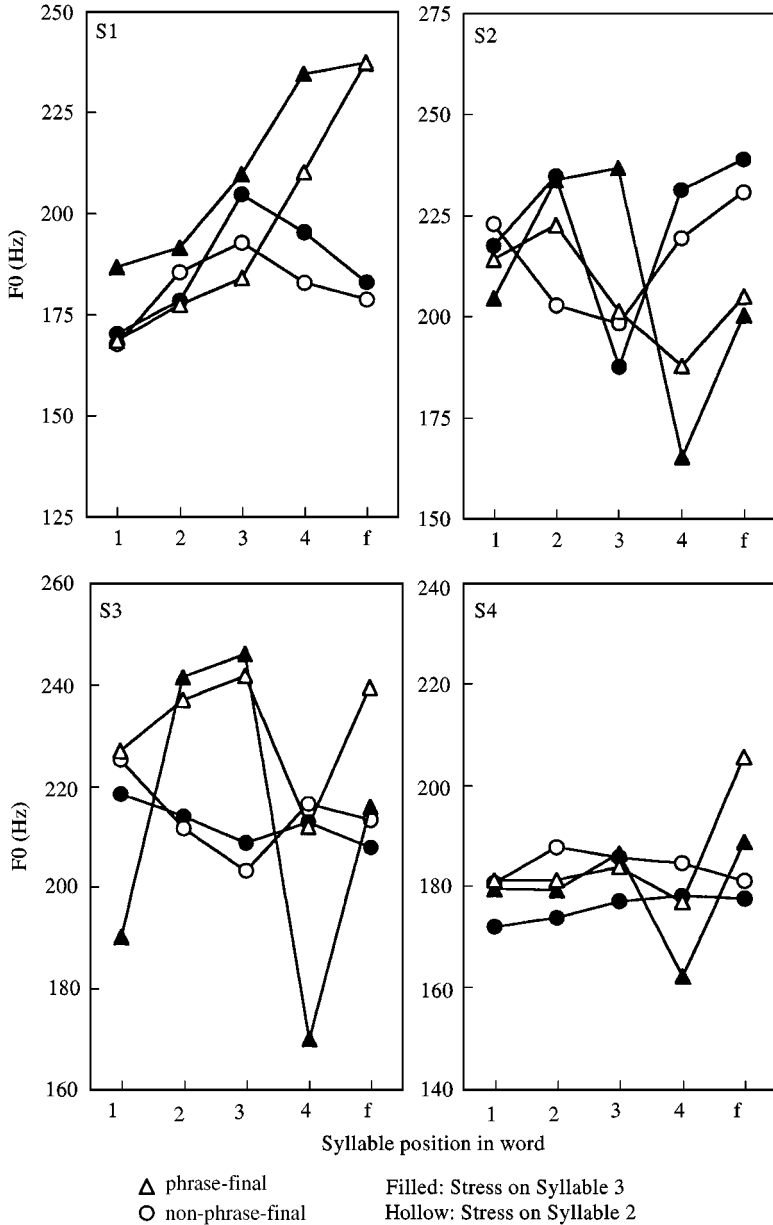 S1
250
225
200
175
150
125
F0 (Hz)
1 2 3 4 f
S2
275
250
225
200
175
150
1 2 3 4 f
S3
260
240
220
200
180
160
F0 (Hz)
1 2 3 4 f
S4
240
220
200
180
160
140
1 2 3 4 f
Syllable position in word
phrase-final
non-phrase-final
Filled: Stress on Syllable 3
Hollow: Stress on Syllable 2